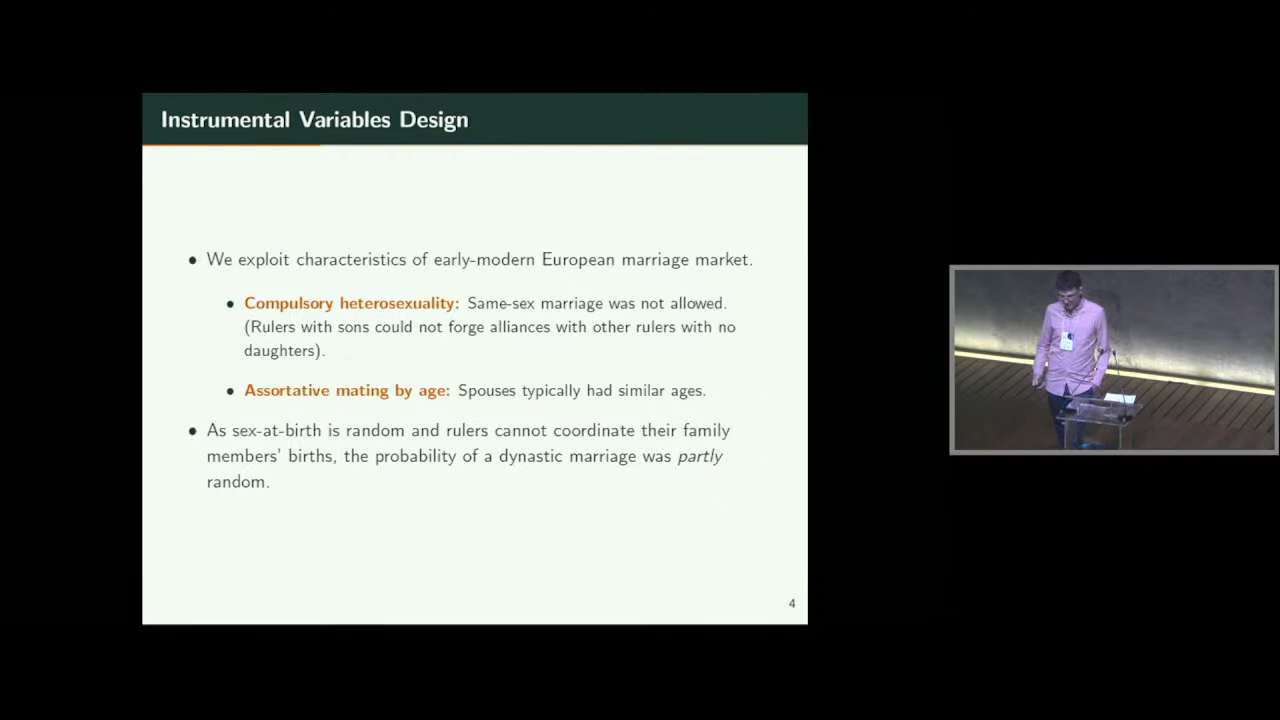 Instrumental Variables Design
• We exploit characteristics of early-modern European marriage market.
• Compulsory heterosexuality: Same-sex marriage was not allowed.
(Rulers with sons could not forge alliances with other rulers with no
daughters).
• Assortative mating by age: Spouses typically had similar ages.
• As sex-at-birth is random and rulers cannot coordinate their family
members' births, the probability of a dynastic marriage was partly
random.
4